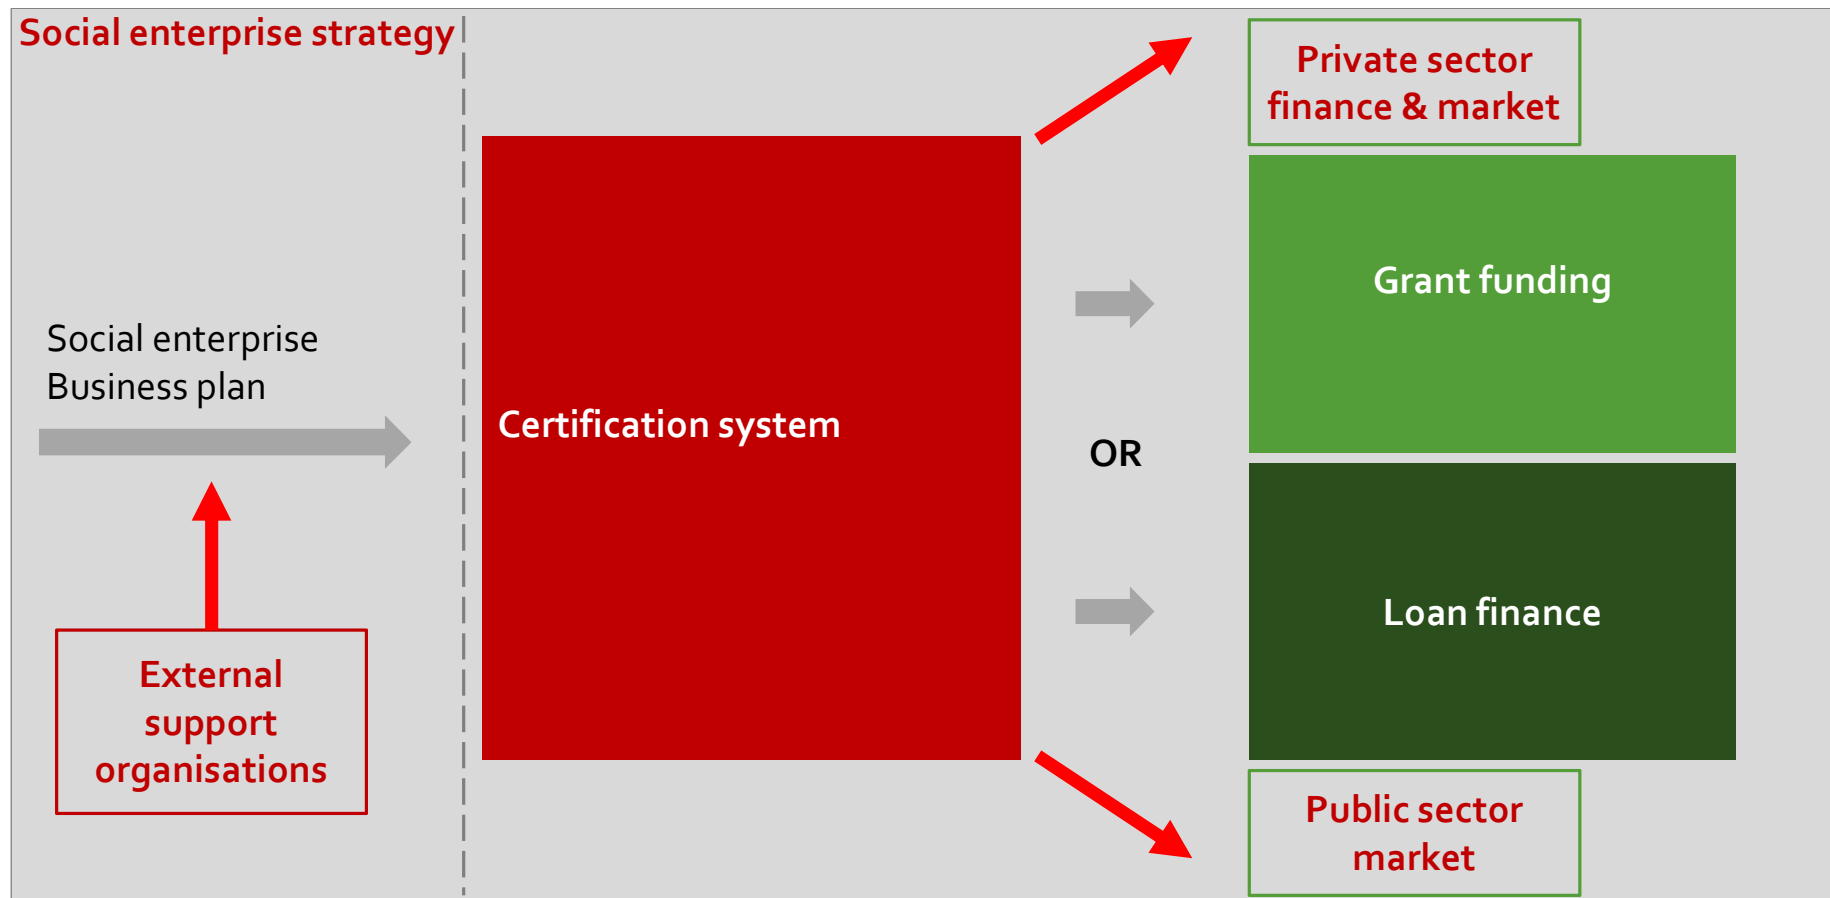 Social enterprise strategy
Social enterprise
Business plan
External
support
organisations
Certification system
OR
Private sector
finance & market
Grant funding
Loan finance
Public sector
market